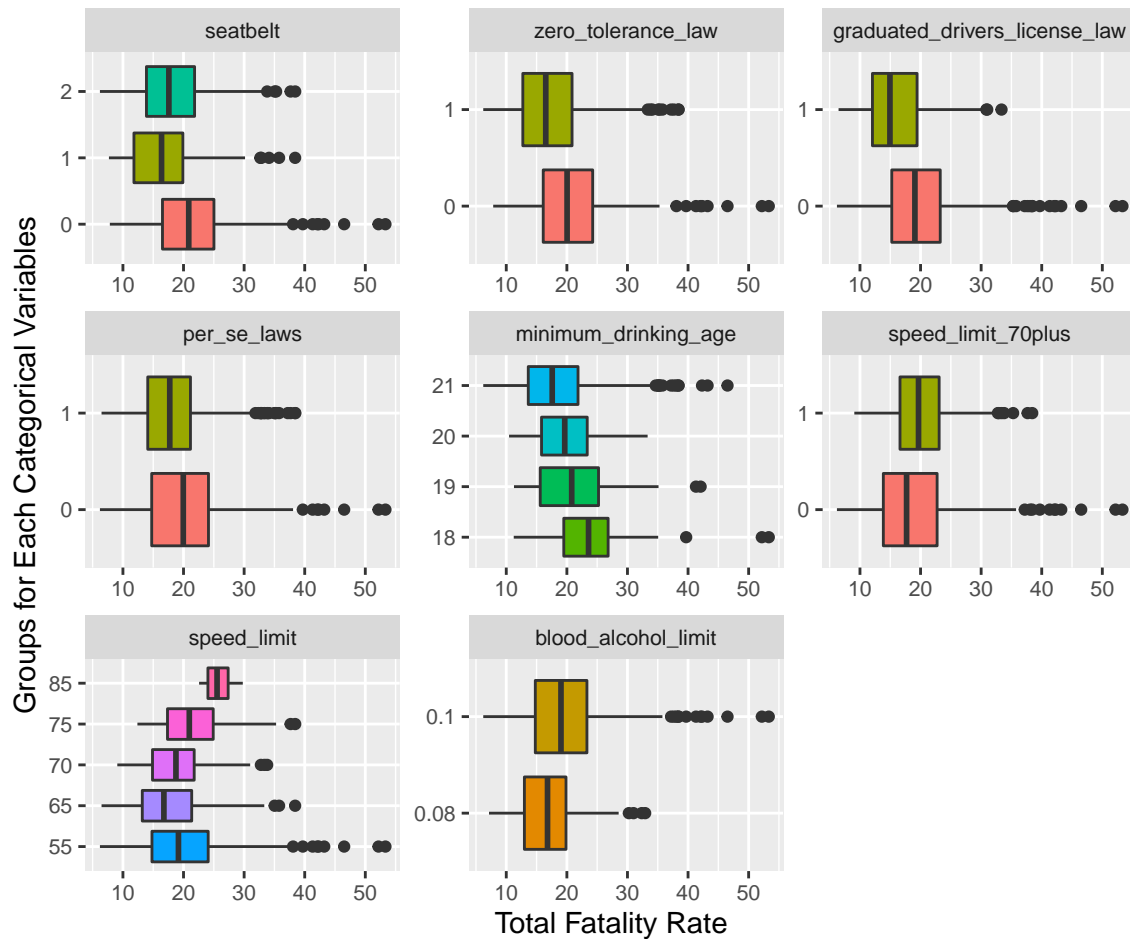 seatbelt
zero_tolerance_law
graduated_drivers_license_law
2
1
0
1
0
1
0
10 20 30 40 50
10 20 30 40 50
10 20 30 40 50
per_se_laws
minimum_drinking_age
speed_limit_70plus
1
0
21
20
19
18
1
0
10 20 30 40 50
10 20 30 40 50
10 20 30 40 50
speed_limit
blood_alcohol_limit
85
75
70
65
55
0.1
0.08
10 20 30 40 50
10 20 30 40 50
Groups for Each Categorical Variables
Total Fatality Rate